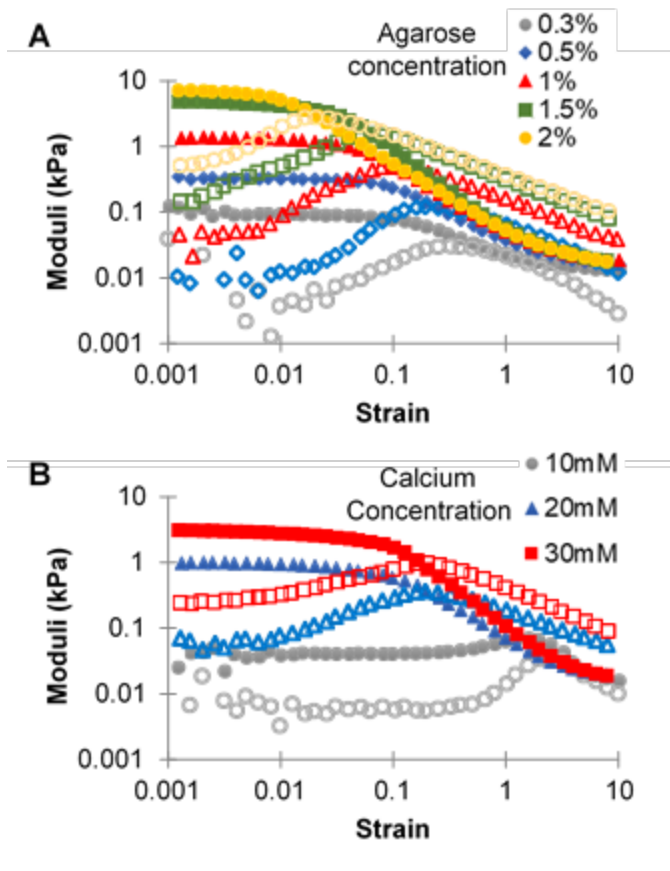 A
Agarose
concentration
0.3%
0.5%
1%
1.5%
2%
Moduli (kPa)
10
1
0.1
0.01
0.001
0.001 0.01 0.1 1 10
Strain
B
Calcium
Concentration
10mM
20mM
30mM
Moduli (kPa)
10
1
0.1
0.01
0.001
0.001 0.01 0.1 1 10
Strain